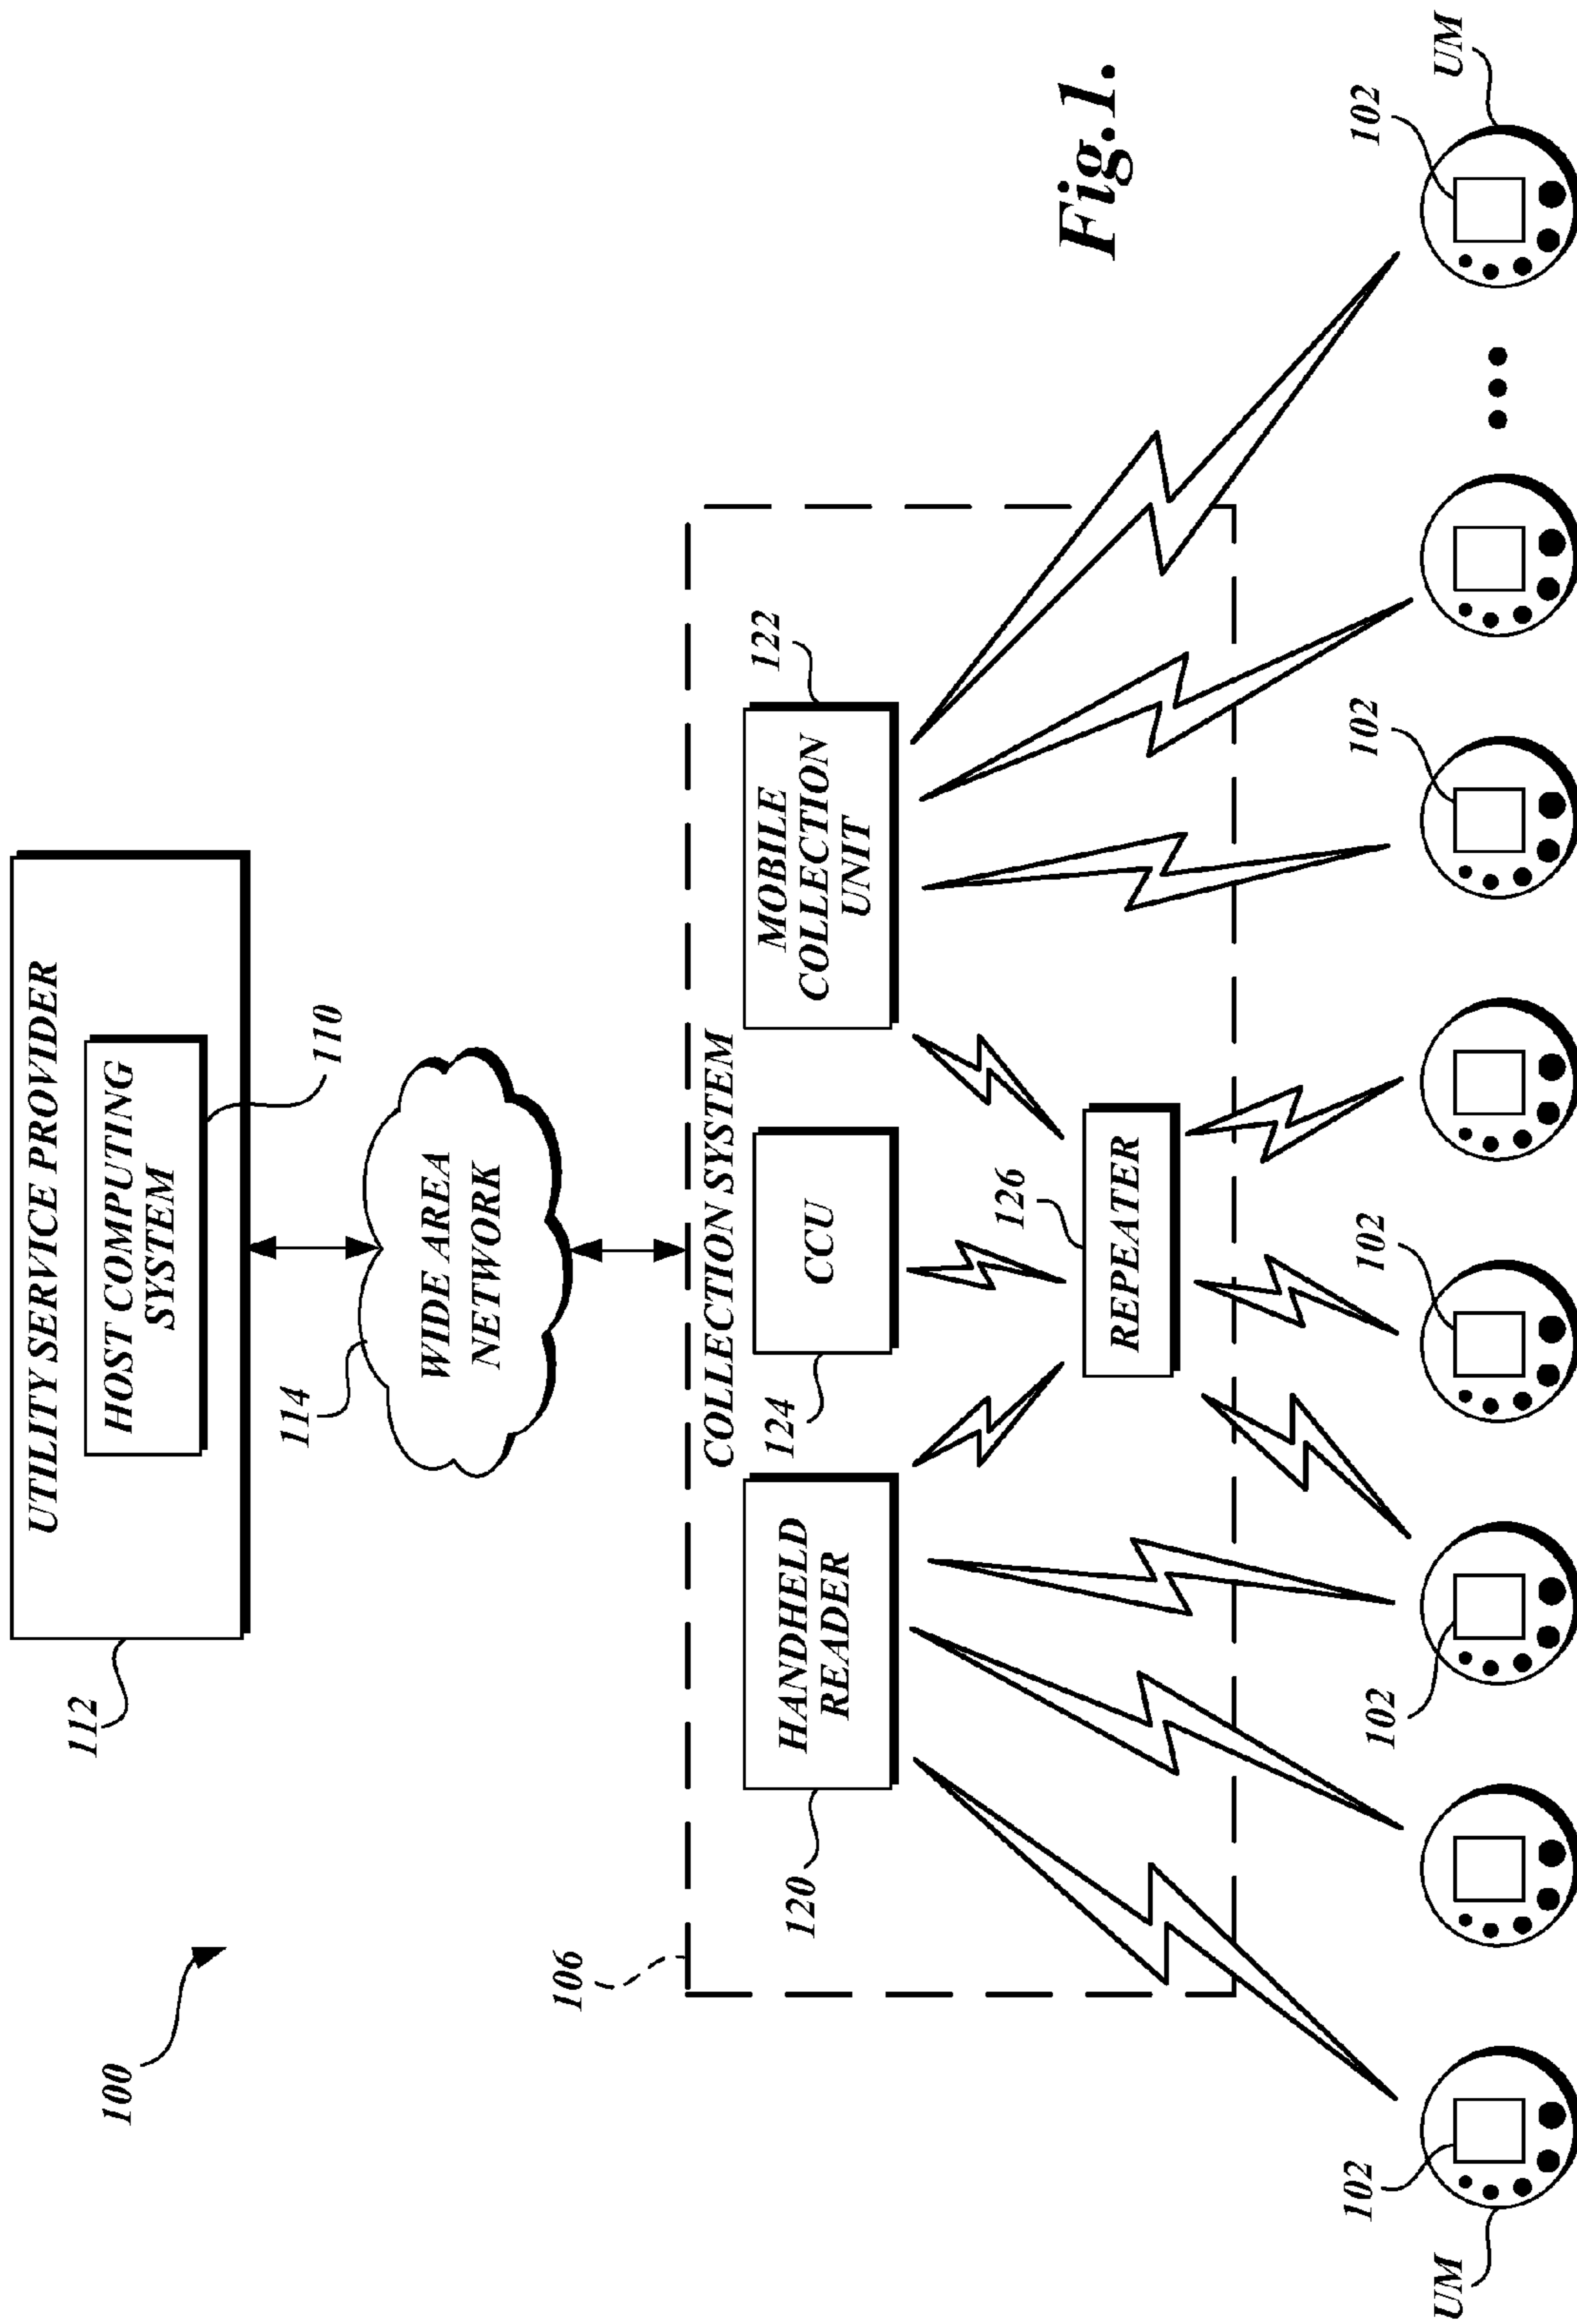 100
112
UTILITY SERVICE PROVIDER
HOST COMPUTING
SYSTEM
110
114
WIDE AREA
NETWORK
106
COLLECTION SYSTEM
120
HANDHELD
READER
124
CCU
122
MOBILE
COLLECTION
UNIT
126
REPEATER
Fig.1.
102
102
102
102
102
UM
UM